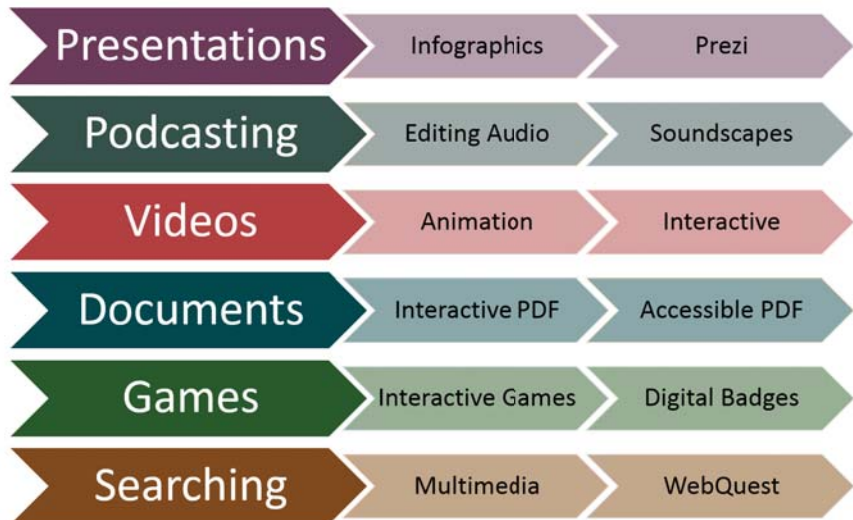 Presentations Infographics Prezi
Podcasting Editing Audio Soundscapes
Videos Animation Interactive
Documents Interactive PDF Accessible PDF
Games Interactive Games Digital Badges
Searching Multimedia WebQuest